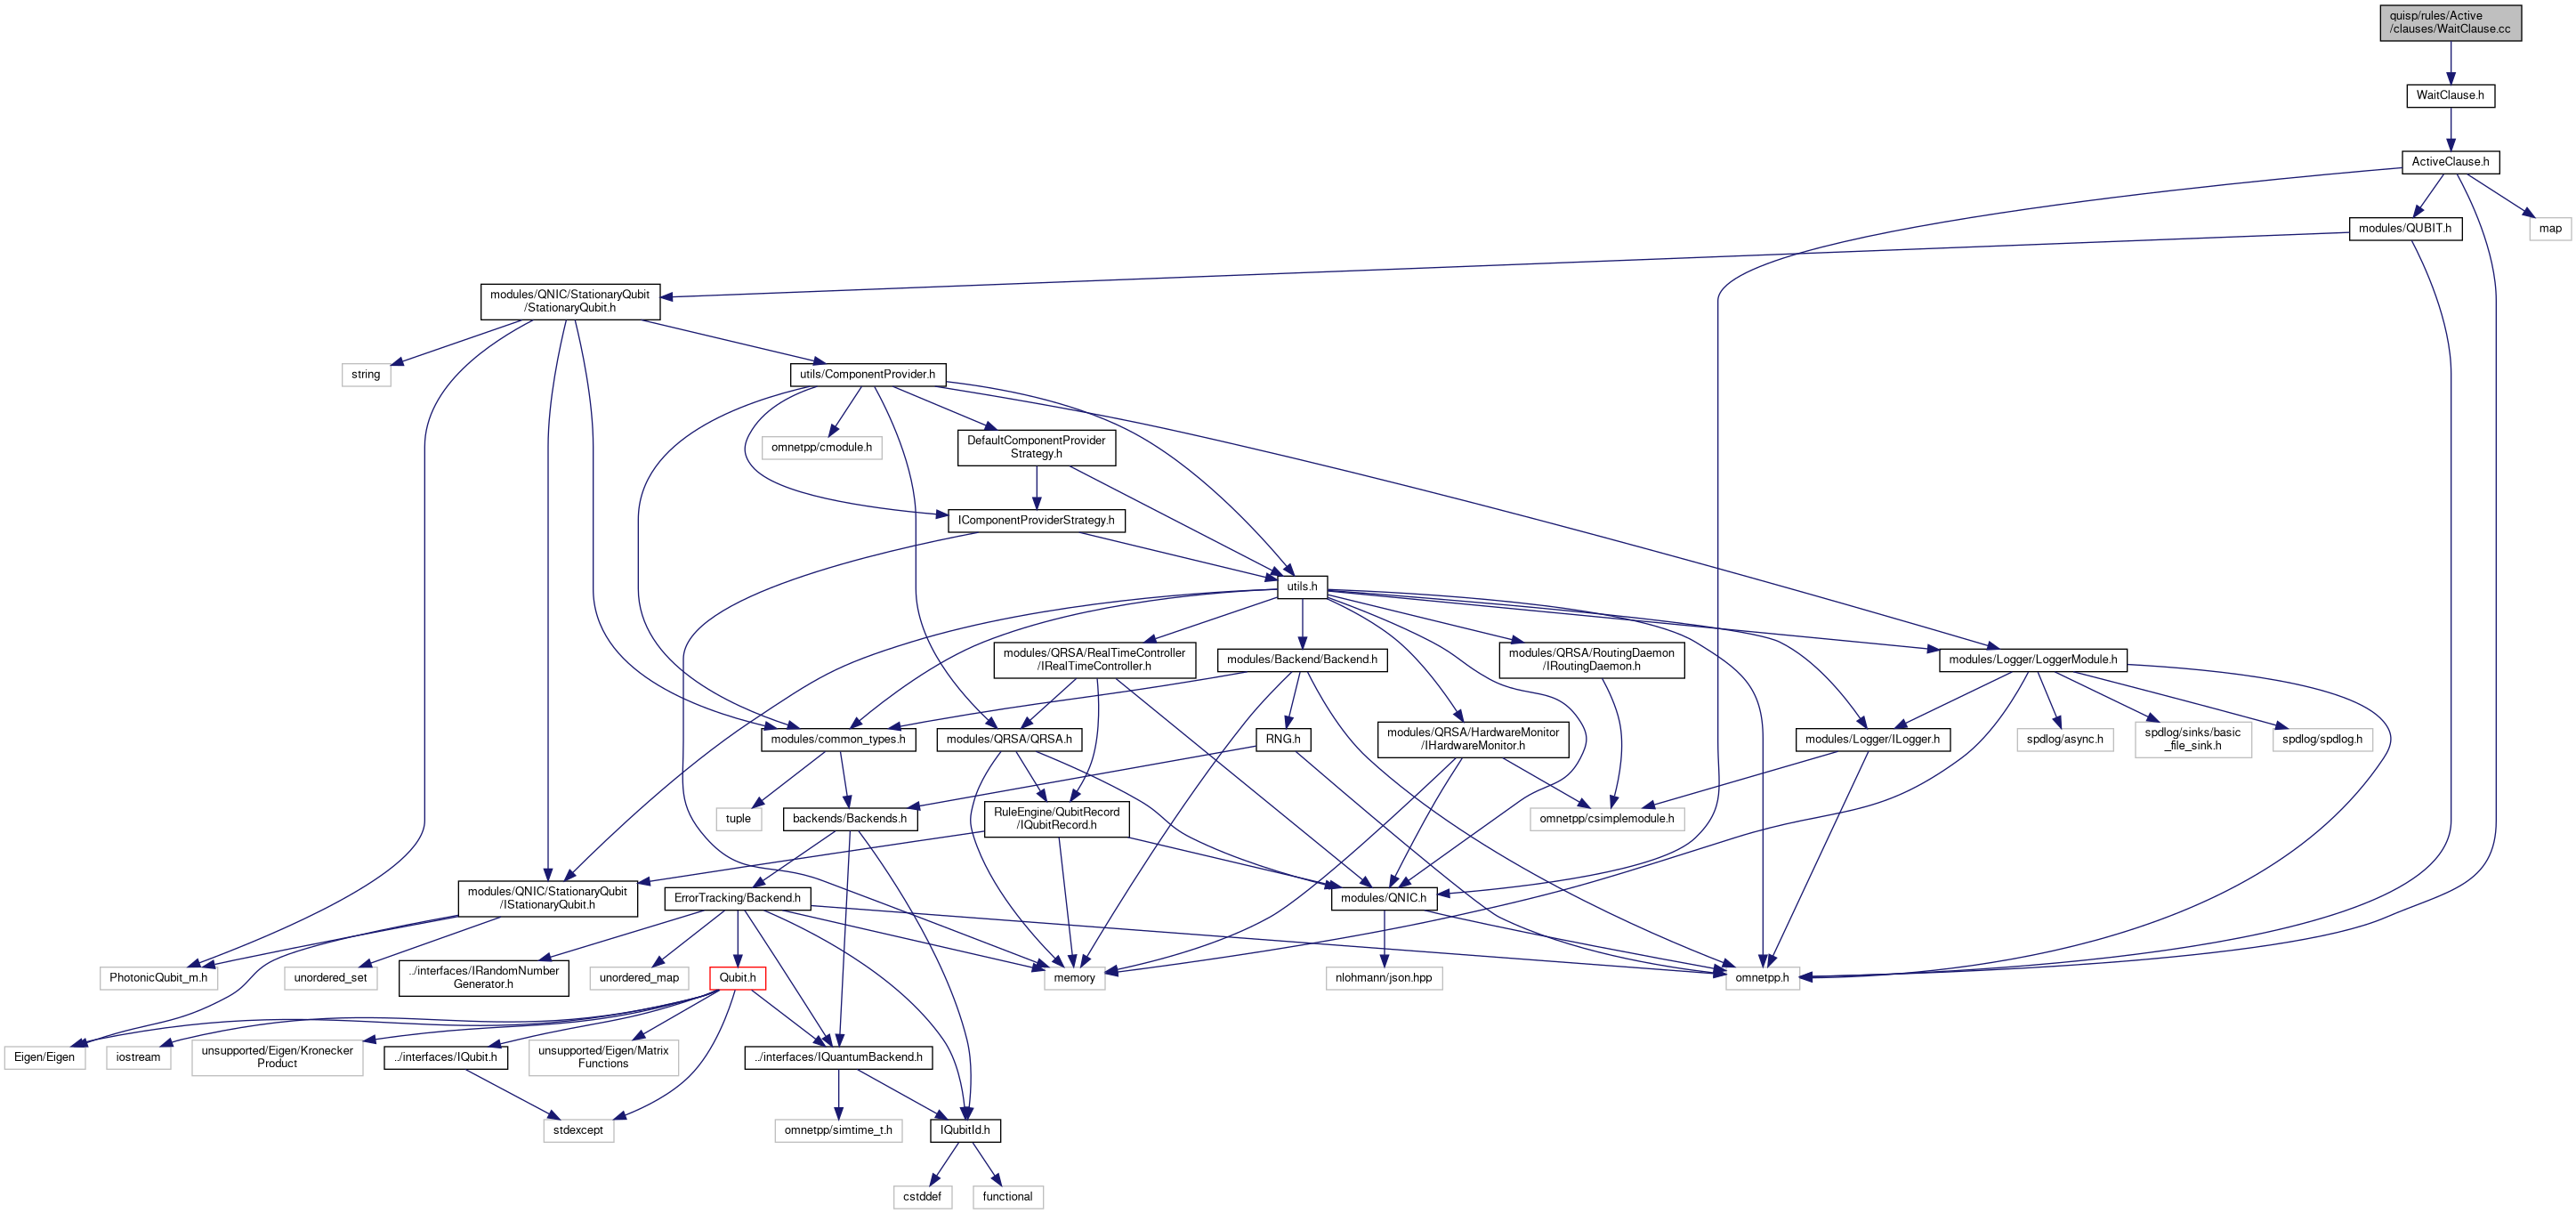 quisp/rules/Active
/clauses/WaitClause.cc
WaitClause.h
ActiveClause.h
modules/QUBIT.h
map
modules/QNIC/StationaryQubit
/StationaryQubit.h
string
utils/ComponentProvider.h
omnetpp/cmodule.h
DefaultComponentProvider
Strategy.h
IComponentProviderStrategy.h
utils.h
modules/QRSA/RealTimeController
/IRealTimeController.h
modules/Backend/Backend.h
modules/QRSA/RoutingDaemon
/IRoutingDaemon.h
modules/Logger/LoggerModule.h
modules/common_types.h
modules/QRSA/QRSA.h
RNG.h
modules/QRSA/HardwareMonitor
/IHardwareMonitor.h
modules/Logger/ILogger.h
spdlog/async.h
spdlog/sinks/basic
_file_sink.h
spdlog/spdlog.h
tuple
backends/Backends.h
RuleEngine/QubitRecord
/IQubitRecord.h
omnetpp/csimplemodule.h
modules/QNIC/StationaryQubit
/IStationaryQubit.h
ErrorTracking/Backend.h
modules/QNIC.h
PhotonicQubit_m.h
unordered_set
../interfaces/IRandomNumber
Generator.h
unordered_map
Qubit.h
memory
nlohmann/json.hpp
omnetpp.h
Eigen/Eigen
iostream
unsupported/Eigen/Kronecker
Product
../interfaces/IQubit.h
unsupported/Eigen/Matrix
Functions
../interfaces/IQuantumBackend.h
stdexcept
omnetpp/simtime_t.h
IQubitId.h
cstddef
functional